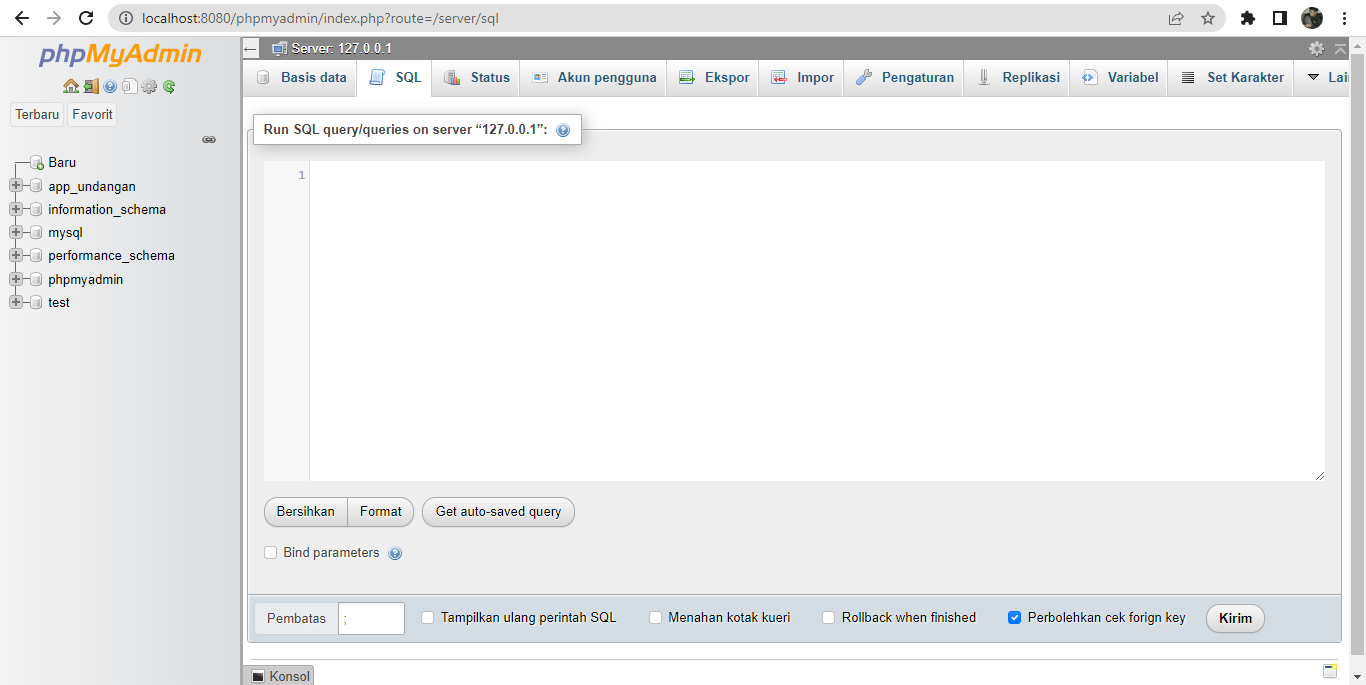 localhost:8080/phpmyadmin/index.php?route=/server/sql
phpMyAdmin
Terbaru Favorit
Baru
app_undangan
information_schema
mysql
performance_schema
phpmyadmin
test
Server: 127.0.0.1
Basis data SQL Status Akun pengguna Ekspor Impor Pengaturan Replikasi Variabel Set Karakter Lai
Run SQL query/queries on server “127.0.0.1”:
1
Bersihkan Format Get auto-saved query
Bind parameters
Pembatas ; Tampilkan ulang perintah SQL Menahan kotak kueri Rollback when finished Perbolehkan cek forign key Kirim
Konsol